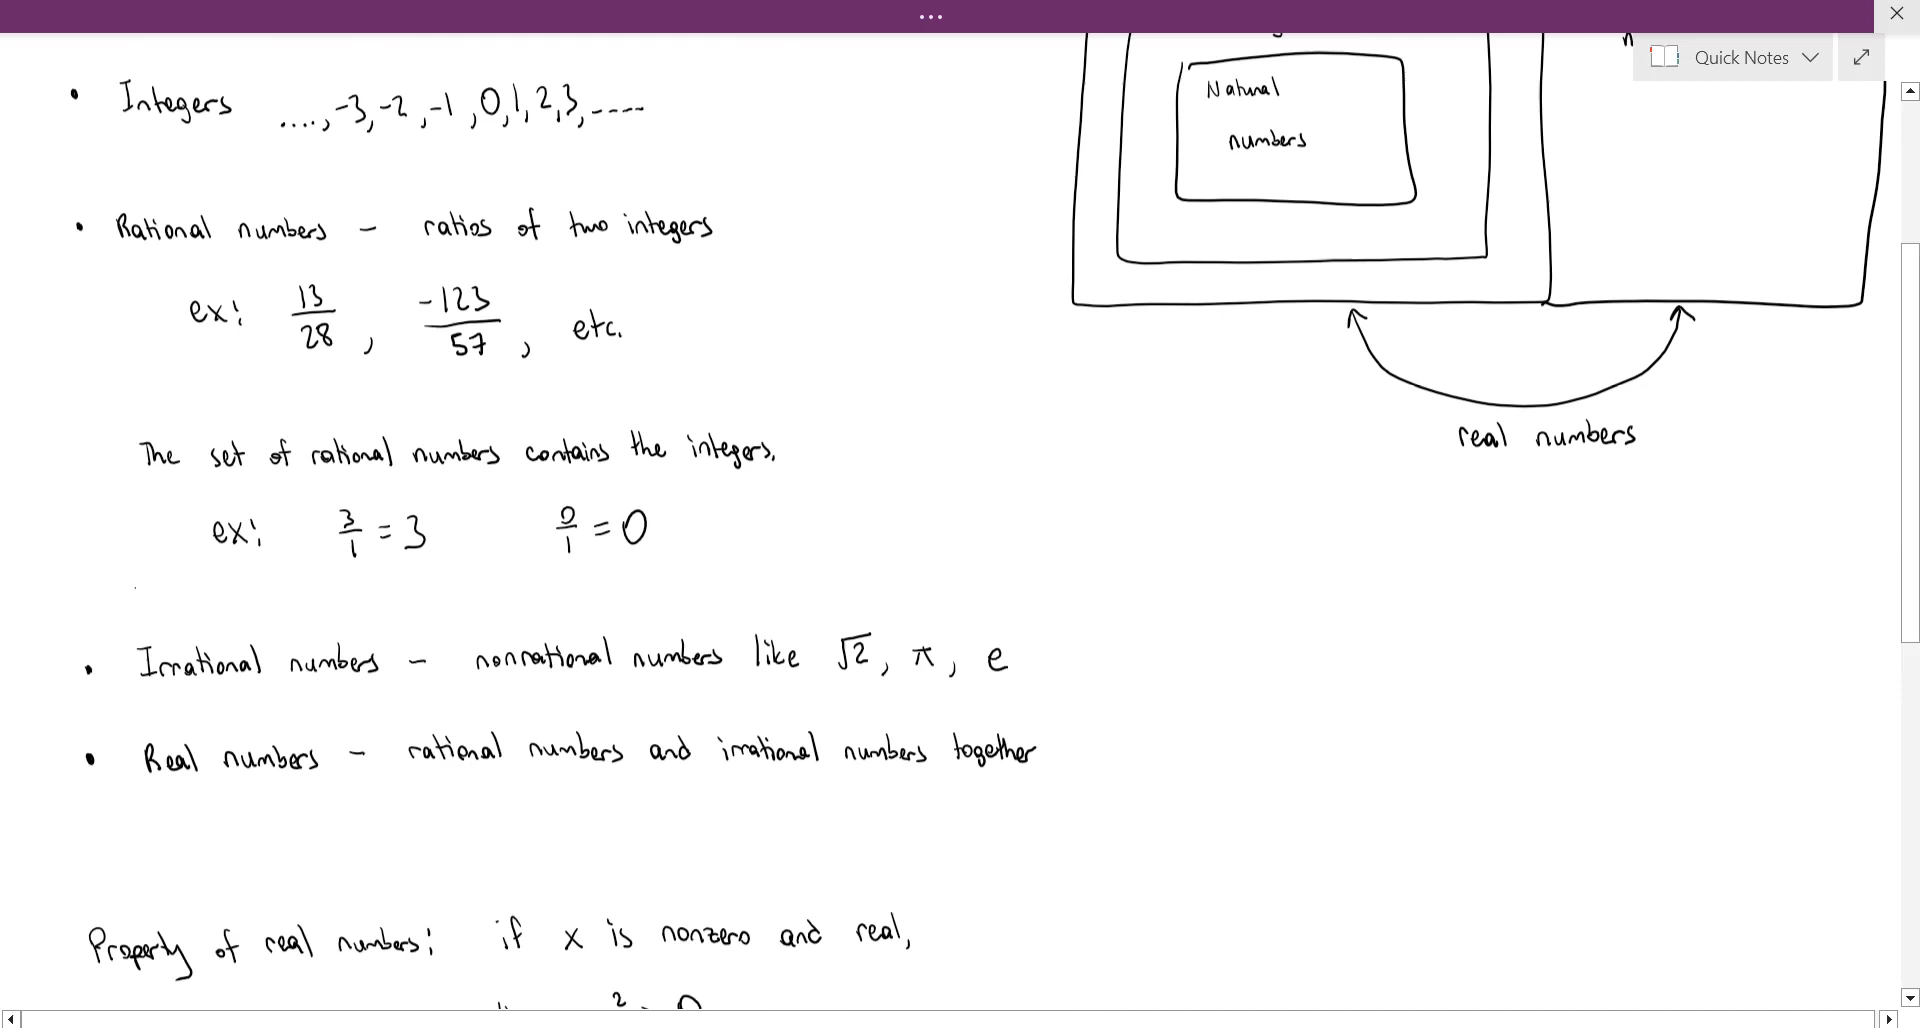 ...
Quick Notes
Natural
numbers
• Integers ...., -3, -2, -1, 0, 1, 2, 3, ----
• Rational numbers - ratios of two integers
ex: 13/28, -123/57, etc.
real numbers
The set of rational numbers contains the integers.
ex: 3/1 = 3 0/1 = 0
• Irrational numbers - nonrational numbers like √2, π, e
• Real numbers - rational numbers and irrational numbers together
Property of real numbers: if x is nonzero and real,